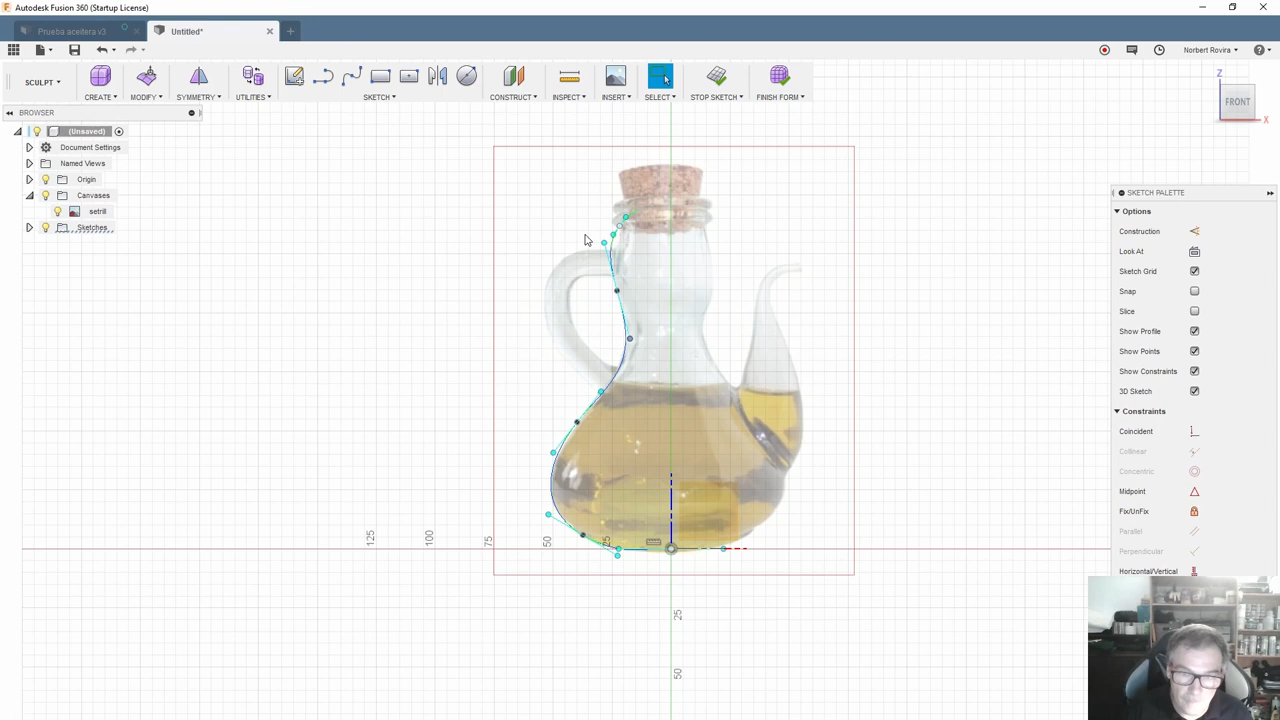 Autodesk Fusion 360 (Startup License)
Prueba aceitera v3
Untitled*
Norbert Rovira
SCULPT
CREATE
MODIFY
SYMMETRY
UTILITIES
SKETCH
CONSTRUCT
INSPECT
INSERT
SELECT
STOP SKETCH
FINISH FORM
BROWSER
(Unsaved)
Document Settings
Named Views
Origin
Canvases
setrill
Sketches
Z
FRONT
X
SKETCH PALETTE
Options
Construction
Look At
Sketch Grid
Snap
Slice
Show Profile
Show Points
Show Constraints
3D Sketch
Constraints
Coincident
Collinear
Concentric
Midpoint
Fix/UnFix
Parallel
Perpendicular
Horizontal/Vertical
125
100
75
50
25
25
50